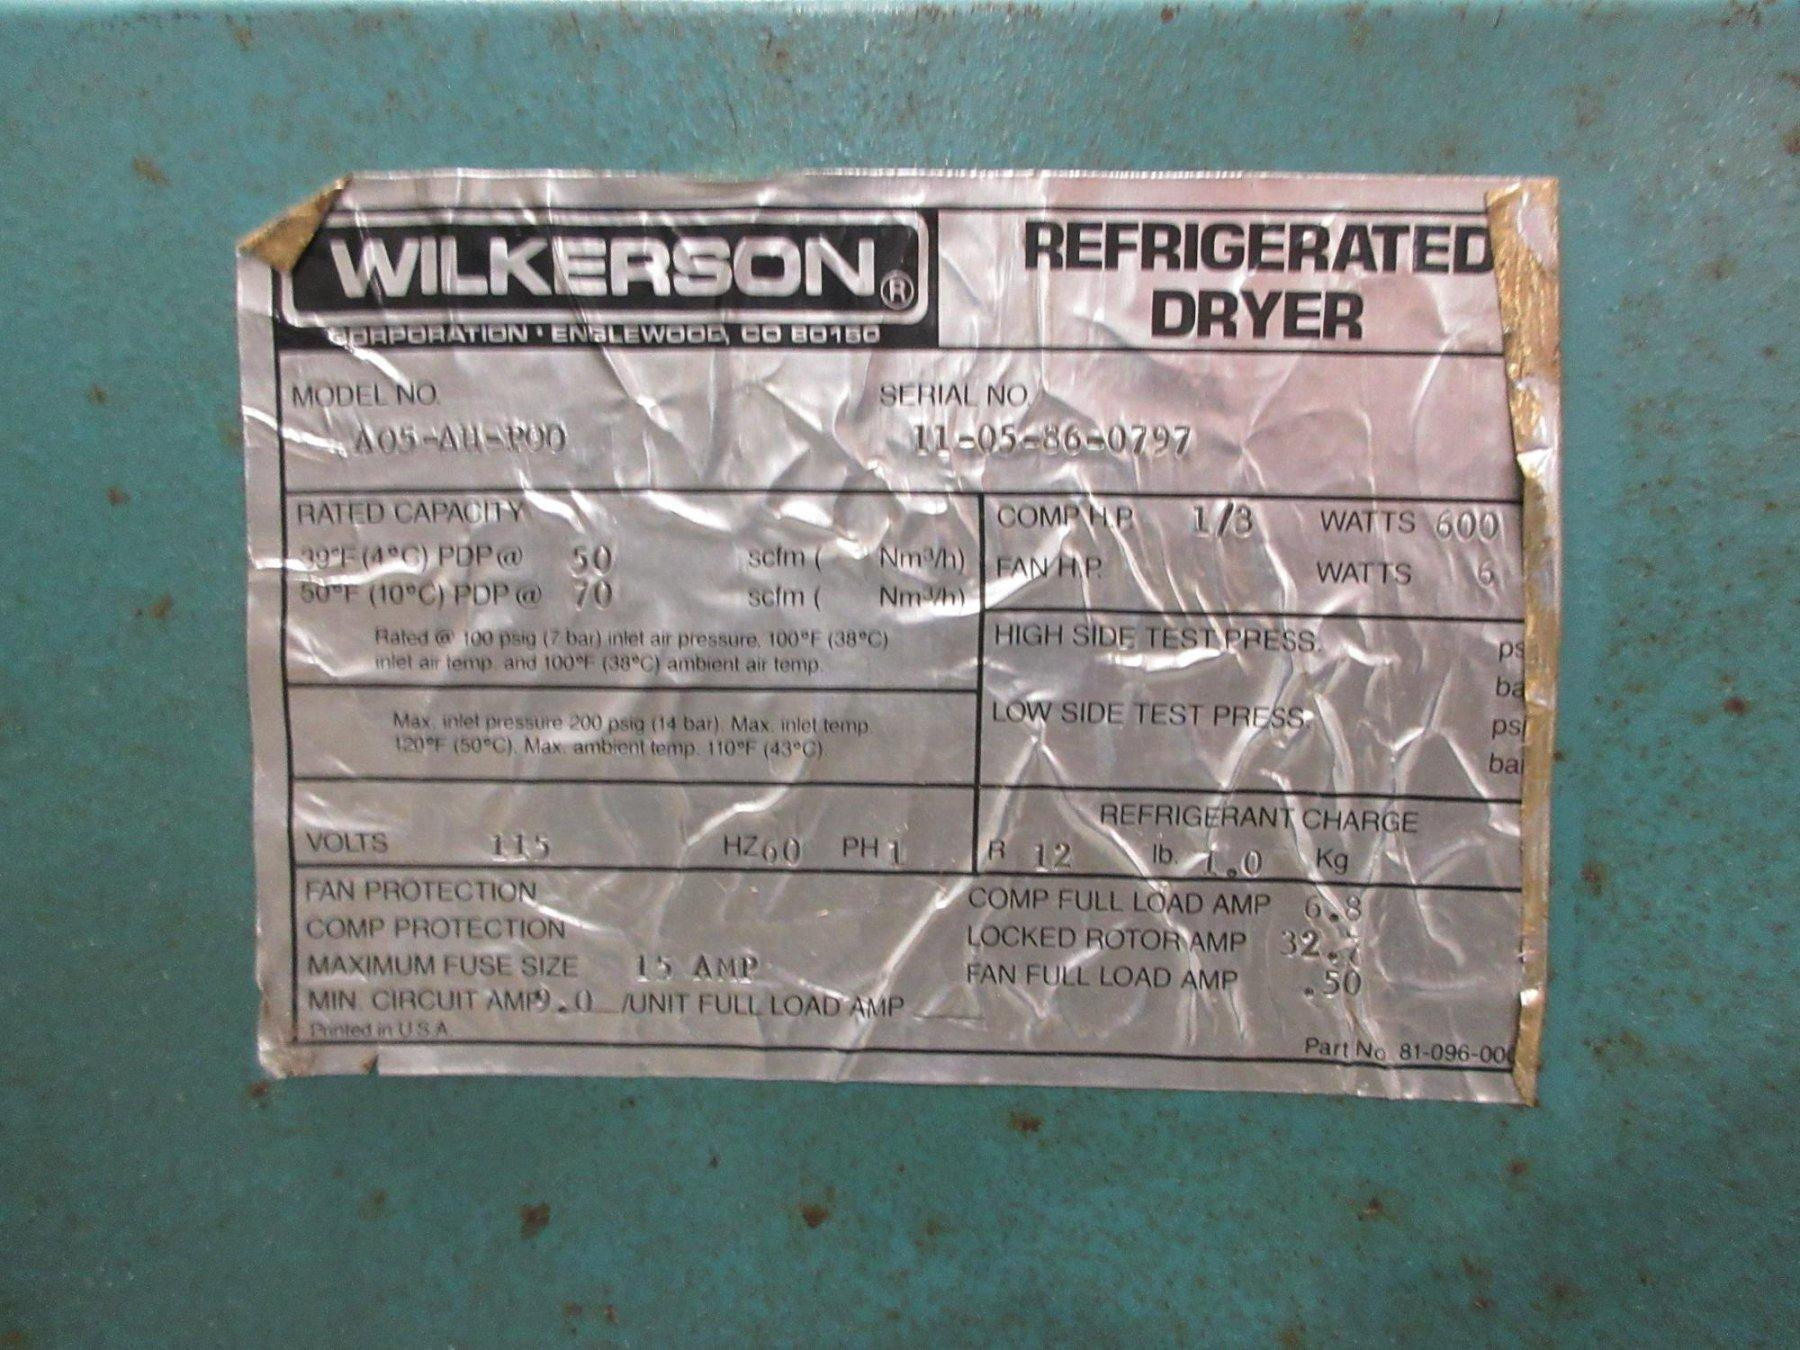 WILKERSON ®
CORPORATION · ENGLEWOOD, CO 80150
REFRIGERATED
DRYER
MODEL NO.
A05-AH-P00
SERIAL NO.
11-05-86-0797
RATED CAPACITY
39°F (4°C) PDP @ 50 scfm ( Nm³/h)
50°F (10°C) PDP @ 70 scfm ( Nm³/h)
Rated @ 100 psig (7 bar) inlet air pressure, 100°F (38°C)
inlet air temp. and 100°F (38°C) ambient air temp.
Max. inlet pressure 200 psig (14 bar). Max. inlet temp.
120°F (50°C). Max. ambient temp. 110°F (43°C).
VOLTS 115 HZ 60 PH 1
COMP H.P. 1/3 WATTS 600
FAN H.P. WATTS 6
HIGH SIDE TEST PRESS. ps
ba
LOW SIDE TEST PRESS. psi
bar
REFRIGERANT CHARGE
R 12 lb. 1.0 Kg
FAN PROTECTION
COMP PROTECTION
MAXIMUM FUSE SIZE 15 AMP
MIN. CIRCUIT AMP 9.0 /UNIT FULL LOAD AMP
Printed in U.S.A.
COMP FULL LOAD AMP 6.8
LOCKED ROTOR AMP 32.7
FAN FULL LOAD AMP .50
Part No. 81-096-00